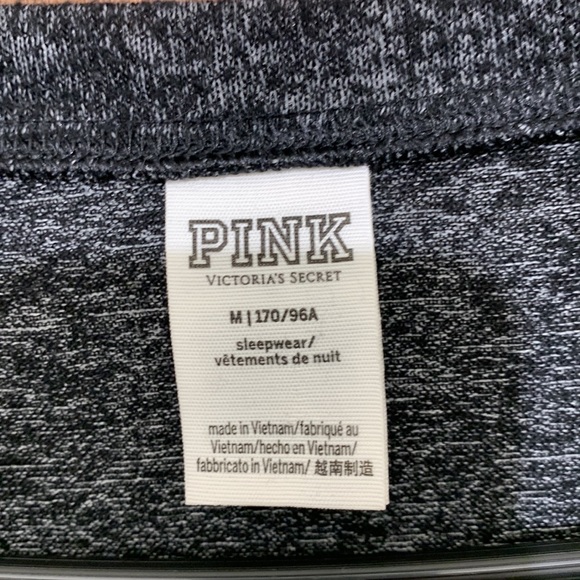 PINK
VICTORIA'S SECRET
M | 170/96A
sleepwear/
vêtements de nuit
made in Vietnam/fabriqué au
Vietnam/hecho en Vietnam/
fabbricato in Vietnam/ 越南制造